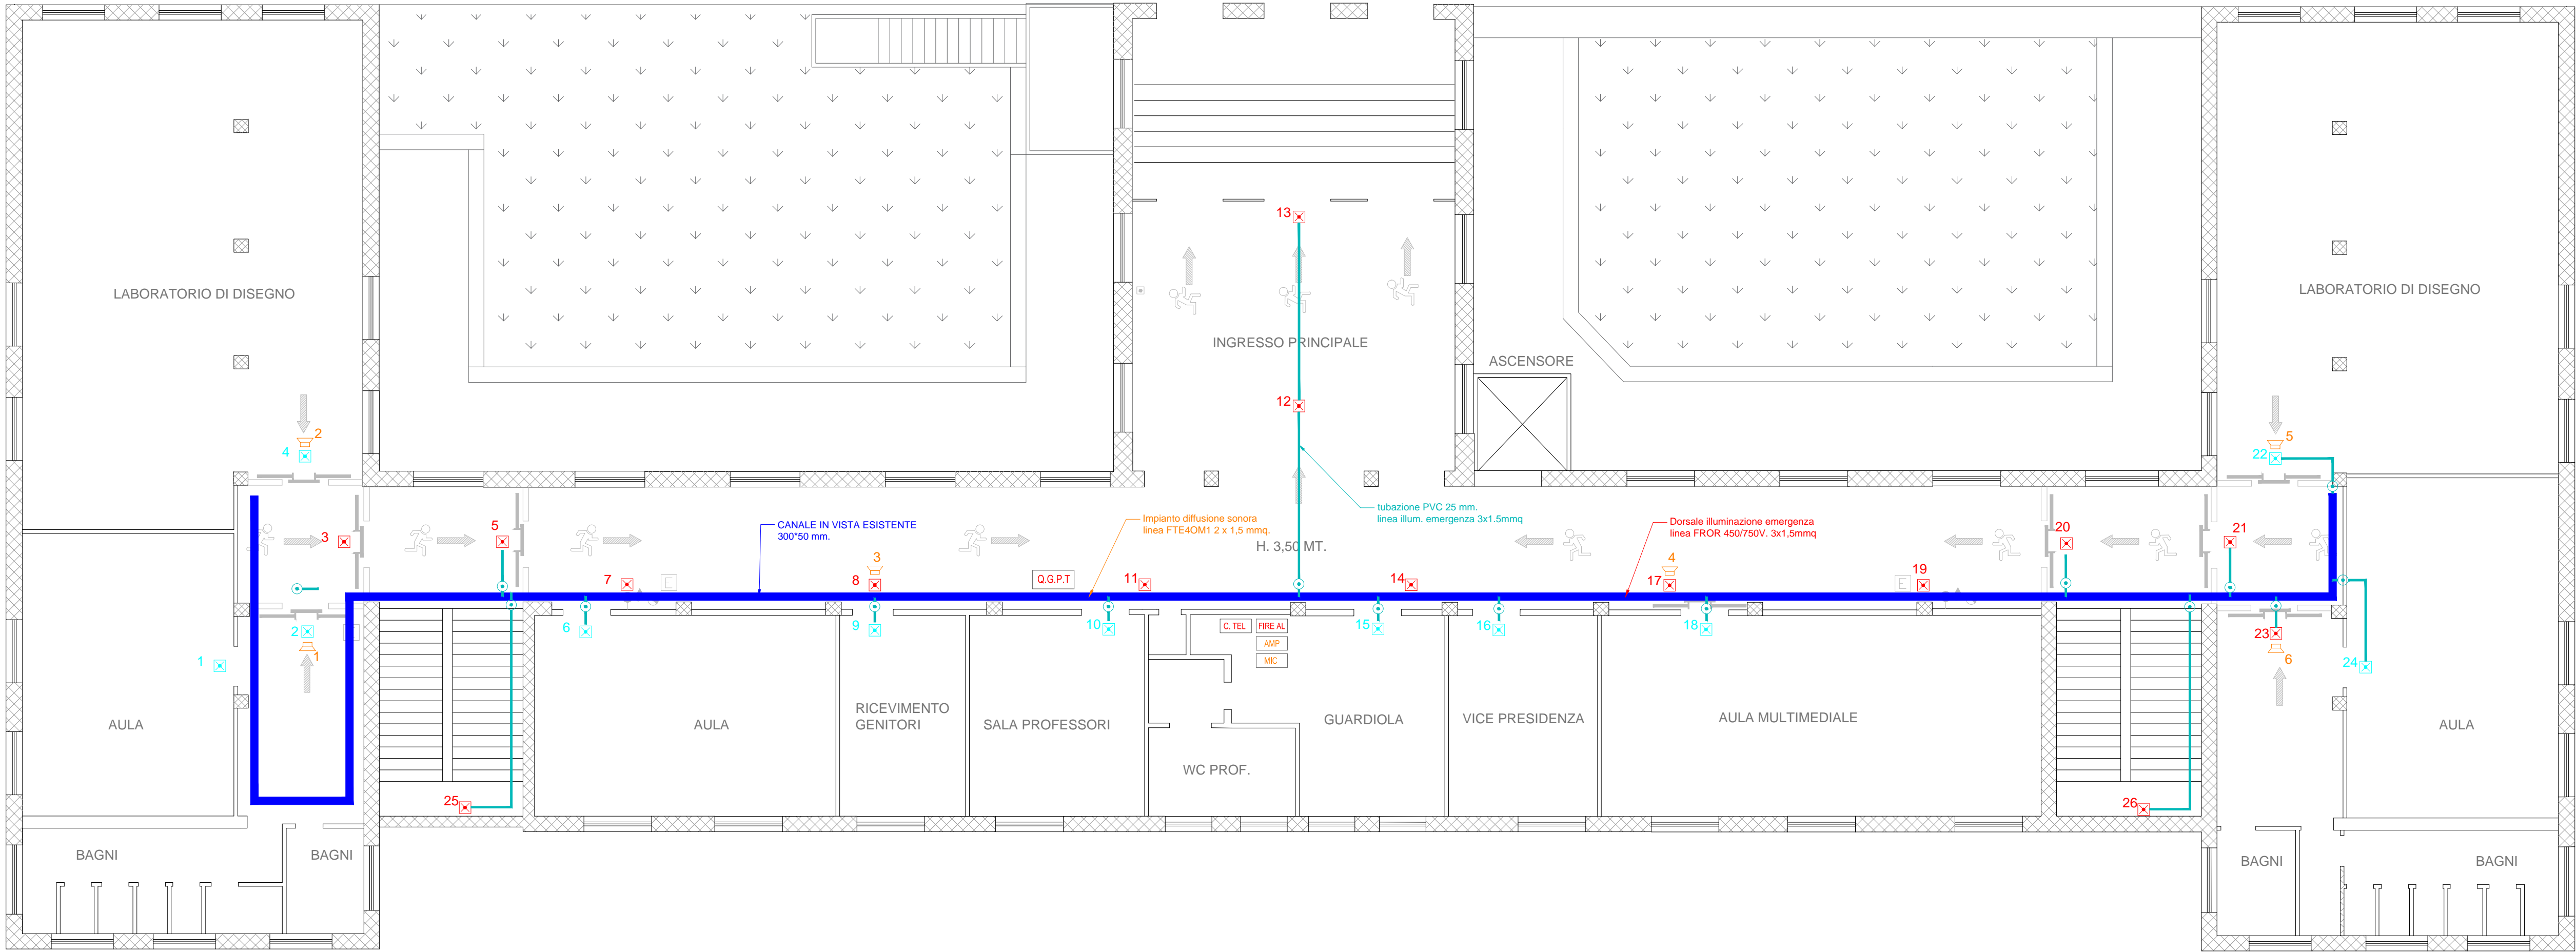 13
LABORATORIO DI DISEGNO
LABORATORIO DI DISEGNO
INGRESSO PRINCIPALE
ASCENSORE
12
2
4
5
22
tubazione PVC 25 mm.
linea illum. emergenza 3x1.5mmq
CANALE IN VISTA ESISTENTE
300*50 mm.
Impianto diffusione sonora
linea FTE4OM1 2 x 1,5 mmq.
Dorsale illuminazione emergenza
linea FROR 450/750V. 3x1,5mmq
H. 3,50 MT.
3
5
20
21
3
4
7
E
8
Q.G.P.T
11
14
17
E
19
2
1
1
6
9
10
C. TEL
FIRE AL
AMP
MIC
15
16
18
23
6
24
AULA
AULA
RICEVIMENTO
GENITORI
SALA PROFESSORI
GUARDIOLA
VICE PRESIDENZA
AULA MULTIMEDIALE
AULA
WC PROF.
25
26
BAGNI
BAGNI
BAGNI
BAGNI